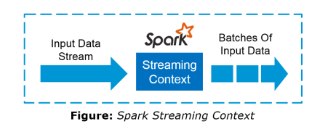 Input Data
Stream
Spark
Streaming
Context
Batches Of
Input Data
Figure: Spark Streaming Context